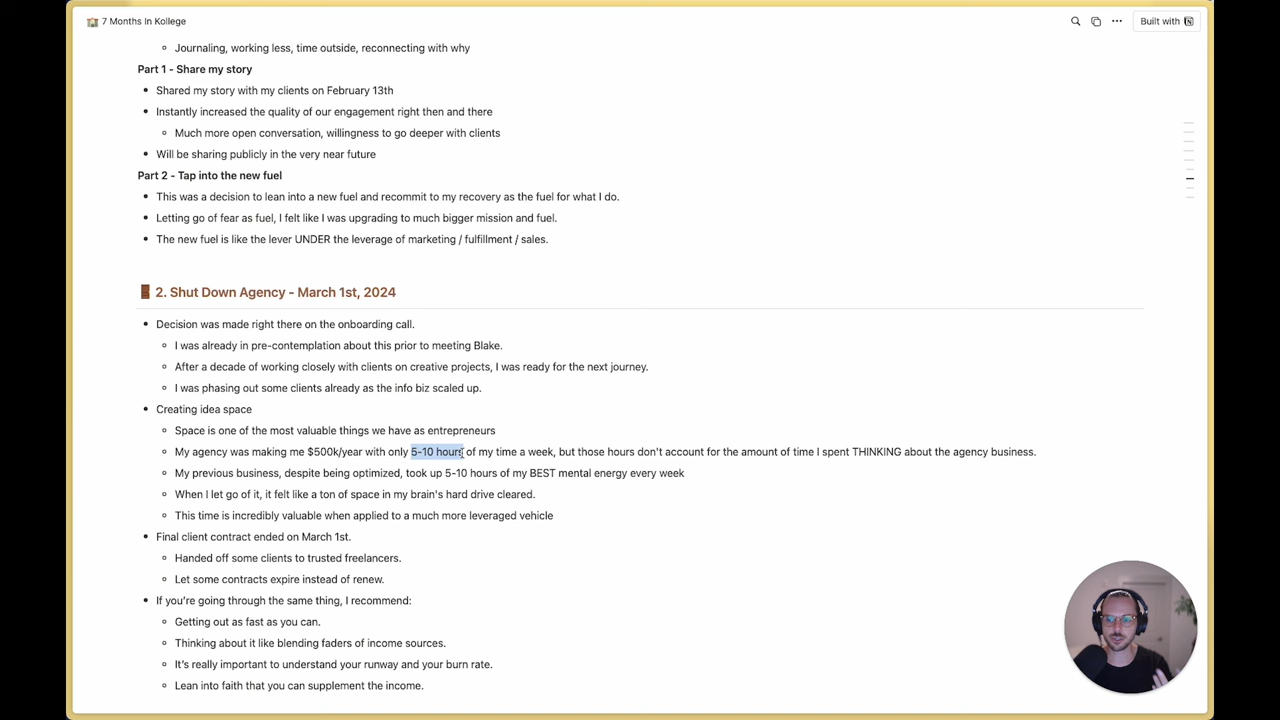 7 Months In Kollege
Built with
Journaling, working less, time outside, reconnecting with why
Part 1 - Share my story
Shared my story with my clients on February 13th
Instantly increased the quality of our engagement right then and there
Much more open conversation, willingness to go deeper with clients
Will be sharing publicly in the very near future
Part 2 - Tap into the new fuel
This was a decision to lean into a new fuel and recommit to my recovery as the fuel for what I do.
Letting go of fear as fuel, I felt like I was upgrading to much bigger mission and fuel.
The new fuel is like the lever UNDER the leverage of marketing / fulfillment / sales.
2. Shut Down Agency - March 1st, 2024
Decision was made right there on the onboarding call.
I was already in pre-contemplation about this prior to meeting Blake.
After a decade of working closely with clients on creative projects, I was ready for the next journey.
I was phasing out some clients already as the info biz scaled up.
Creating idea space
Space is one of the most valuable things we have as entrepreneurs
My agency was making me $500k/year with only 5-10 hours of my time a week, but those hours don't account for the amount of time I spent THINKING about the agency business.
My previous business, despite being optimized, took up 5-10 hours of my BEST mental energy every week
When I let go of it, it felt like a ton of space in my brain's hard drive cleared.
This time is incredibly valuable when applied to a much more leveraged vehicle
Final client contract ended on March 1st.
Handed off some clients to trusted freelancers.
Let some contracts expire instead of renew.
If you're going through the same thing, I recommend:
Getting out as fast as you can.
Thinking about it like blending faders of income sources.
It's really important to understand your runway and your burn rate.
Lean into faith that you can supplement the income.